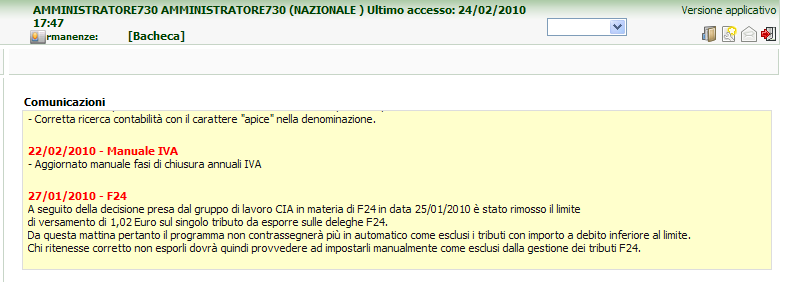 AMMINISTRATORE730 AMMINISTRATORE730 (NAZIONALE ) Ultimo accesso: 24/02/2010
17:47
Versione applicativo
rmanenze: [Bacheca]
Comunicazioni
- Corretta ricerca contabilità con il carattere "apice" nella denominazione.
22/02/2010 - Manuale IVA
- Aggiornato manuale fasi di chiusura annuali IVA
27/01/2010 - F24
A seguito della decisione presa dal gruppo di lavoro CIA in materia di F24 in data 25/01/2010 è stato rimosso il limite
di versamento di 1,02 Euro sul singolo tributo da esporre sulle deleghe F24.
Da questa mattina pertanto il programma non contrassegnerà più in automatico come esclusi i tributi con importo a debito inferiore al limite.
Chi ritenesse corretto non esporli dovrà quindi provvedere ad impostarli manualmente come esclusi dalla gestione dei tributi F24.